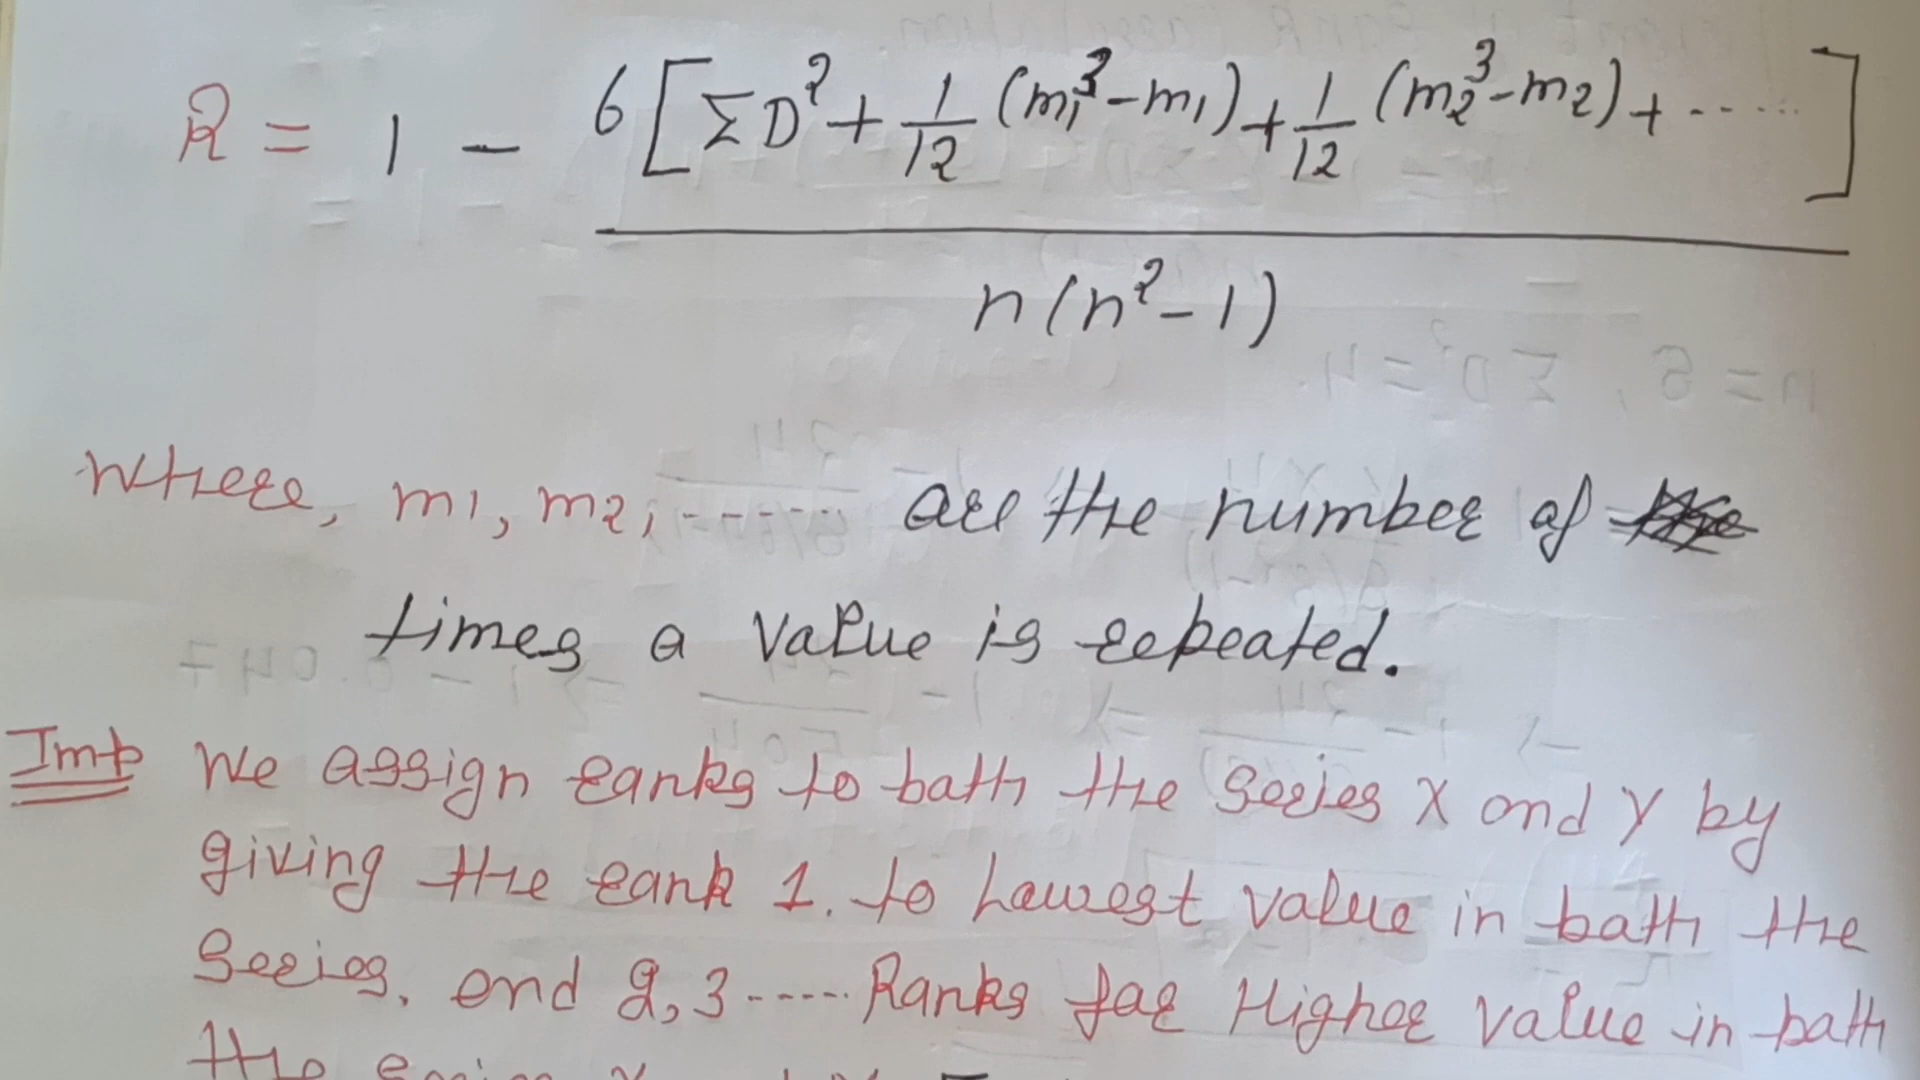 R = 1 - 6[ΣD² + 1/12 (m₁³ - m₁) + 1/12 (m₂³ - m₂) + ......] / n(n² - 1)
where, m1, m2, ------- are the number of
times a value is repeated.
Imp We assign ranks to both the series X and Y by
giving the rank 1. to Lowest value in both the
Series. and 2,3 ----- Ranks for Higher value in both
the series